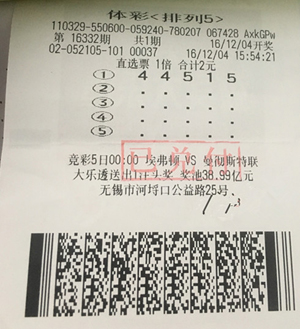 体彩<排列5>
110329-550600-059240-780207 067428 AxkGPw
第 16332期 共1期 16/12/04开奖
02-052105-101 00037 16/12/04 15:54:21
直选票 1倍 合计2元
① 4 4 5 1 5
② . . . . .
③ . . . . .
④ . . . . .
⑤ . . . . .
已兑付
竞彩5日00:00 埃弗顿 VS 曼彻斯特联
大乐透送出1注头奖 奖池38.99亿元
无锡市河埒口公益路25号